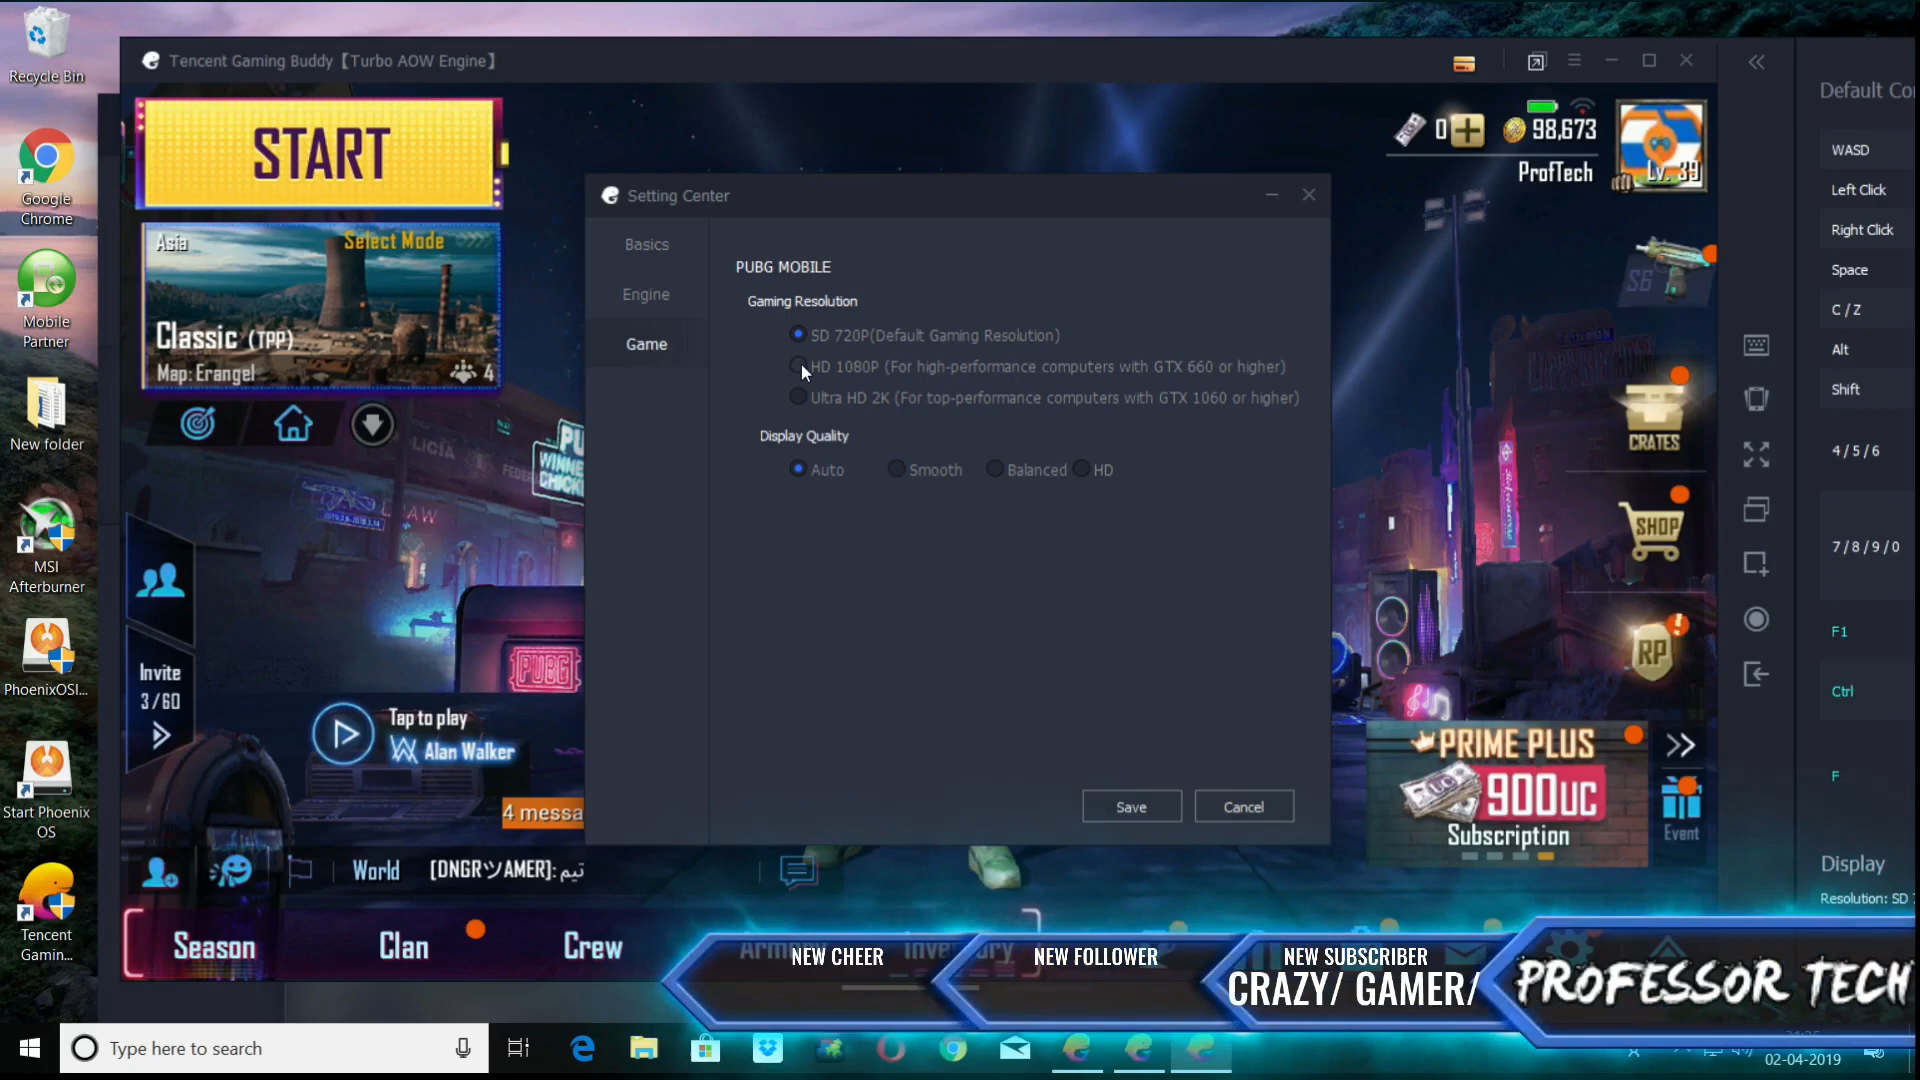 Recycle Bin
Google
Chrome
Mobile
Partner
New folder
MSI
Afterburner
PhoenixOSI...
Start Phoenix
OS
Tencent
Gamin...
Tencent Gaming Buddy【Turbo AOW Engine】
START
Asia
Select Mode
Classic (TPP)
Map: Erangel
4
Invite
3/60
Tap to play
Alan Walker
4 messa
World
[DNGRツAMER]: تيم
Season
Clan
Crew
Armory
Inventory
PUBG
0
98,673
ProfTech
Lv. 39
S6
CRATES
SHOP
RP
PRIME PLUS
900UC
Subscription
Event
Setting Center
Basics
Engine
Game
PUBG MOBILE
Gaming Resolution
SD 720P(Default Gaming Resolution)
HD 1080P (For high-performance computers with GTX 660 or higher)
Ultra HD 2K (For top-performance computers with GTX 1060 or higher)
Display Quality
Auto
Smooth
Balanced
HD
Save
Cancel
Default Co
WASD
Left Click
Right Click
Space
C / Z
Alt
Shift
4 / 5 / 6
7 / 8 / 9 / 0
F1
Ctrl
F
Display
Resolution: SD
NEW CHEER
NEW FOLLOWER
NEW SUBSCRIBER
CRAZY/ GAMER/
PROFESSOR TECH
Type here to search
02-04-2019